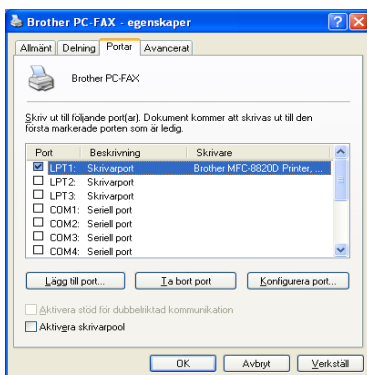 Brother PC-FAX - egenskaper
Allmänt Delning Portar Avancerat
Brother PC-FAX
Skriv ut till följande port(ar). Dokument kommer att skrivas ut till den
första markerade porten som är ledig.
Port Beskrivning Skrivare
LPT1: Skrivarport Brother MFC-8820D Printer, ...
LPT2: Skrivarport
LPT3: Skrivarport
COM1: Seriell port
COM2: Seriell port
COM3: Seriell port
COM4: Seriell port
Lägg till port... Ta bort port Konfigurera port...
Aktivera stöd för dubbelriktad kommunikation
Aktivera skrivarpool
OK Avbryt Verkställ